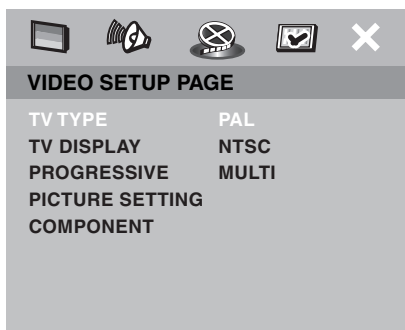 VIDEO SETUP PAGE
TV TYPE PAL
TV DISPLAY NTSC
PROGRESSIVE MULTI
PICTURE SETTING
COMPONENT